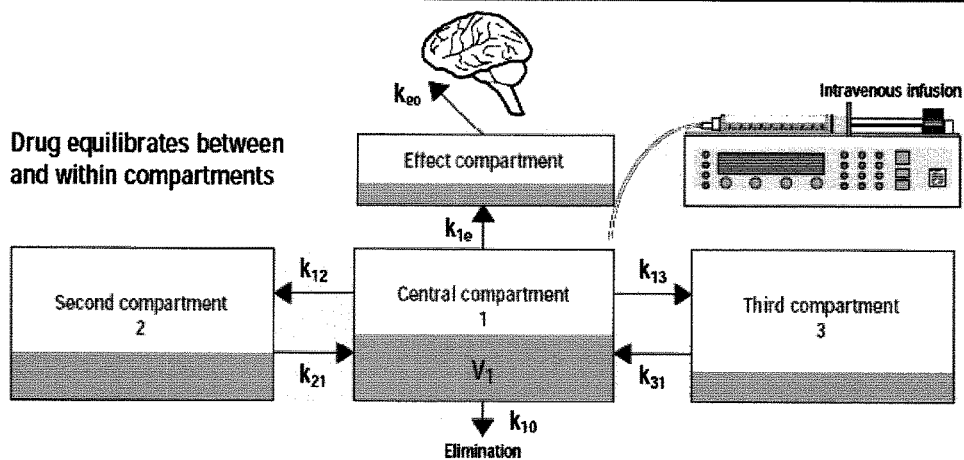 k_eo
Intravenous infusion
Drug equilibrates between
and within compartments
Effect compartment
k_1e
k_12
k_13
Second compartment
2
Central compartment
1
Third compartment
3
k_21
V_1
k_31
k_10
Elimination